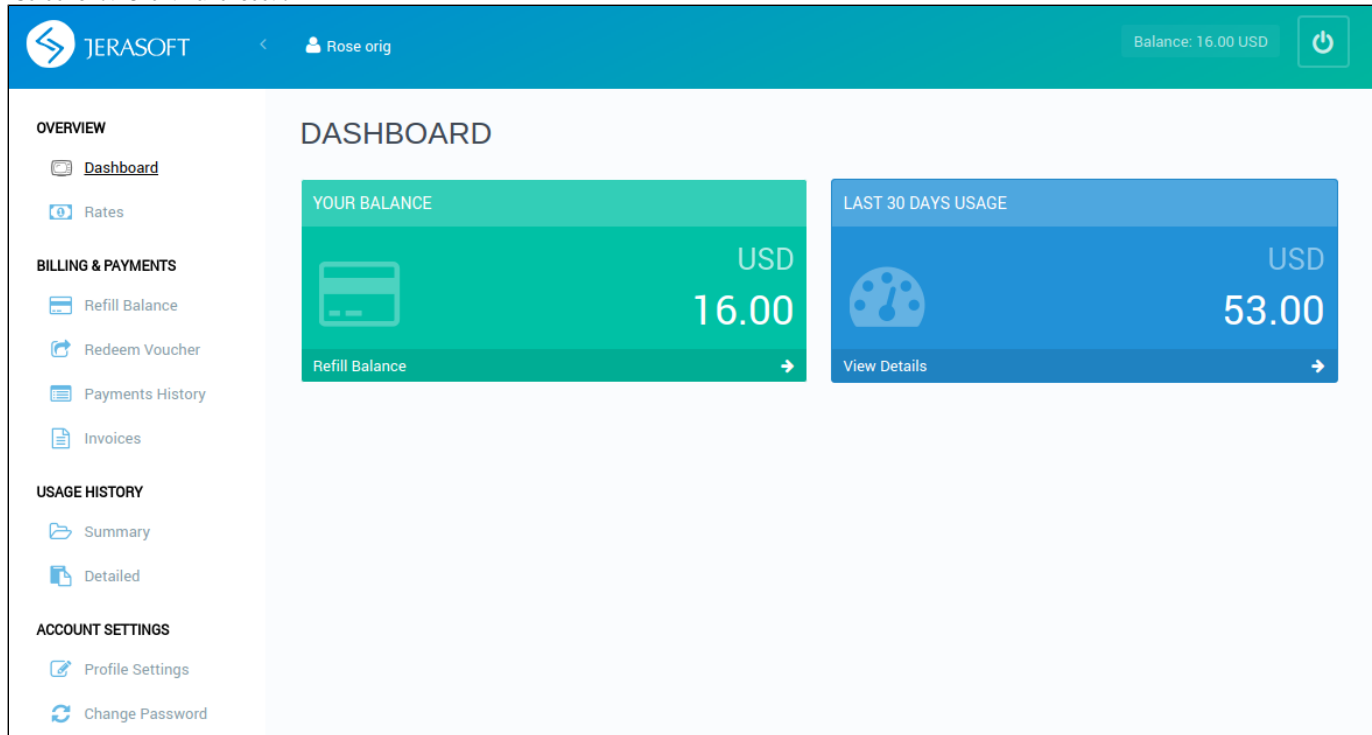 JERASOFT
Rose orig
Balance: 16.00 USD
OVERVIEW
Dashboard
Rates
BILLING & PAYMENTS
Refill Balance
Redeem Voucher
Payments History
Invoices
USAGE HISTORY
Summary
Detailed
ACCOUNT SETTINGS
Profile Settings
Change Password
DASHBOARD
YOUR BALANCE
USD
16.00
Refill Balance
LAST 30 DAYS USAGE
USD
53.00
View Details